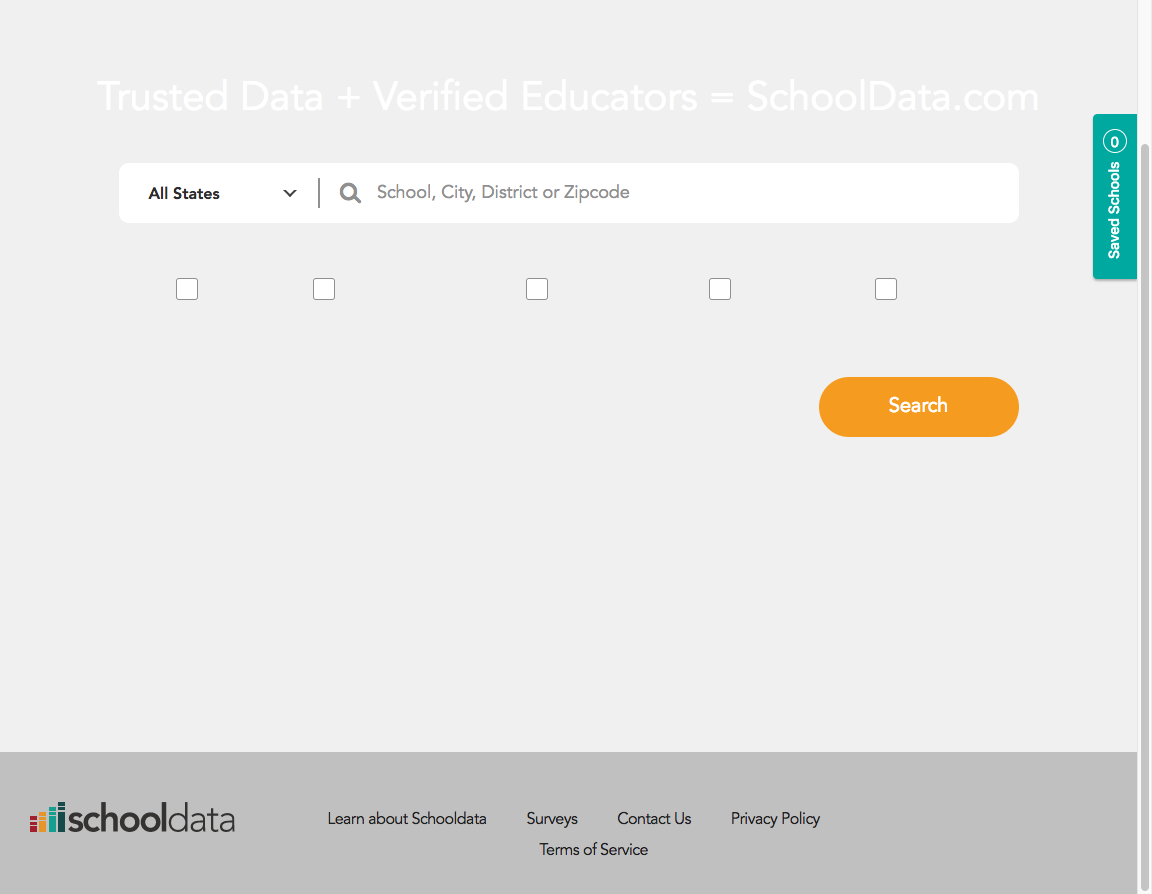 Trusted Data + Verified Educators = SchoolData.com
0
Saved Schools
All States
School, City, District or Zipcode
Search
schooldata
Learn about Schooldata Surveys Contact Us Privacy Policy
Terms of Service